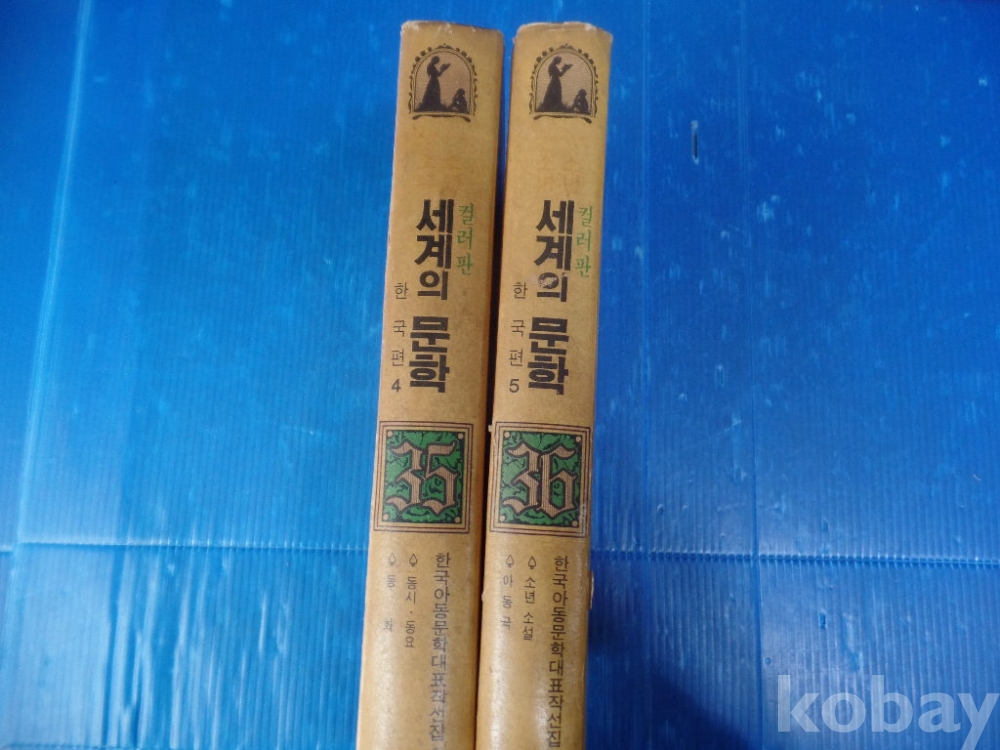 컬러판
세계의 문학
한국편 4
35
한국아동문학대표작선집
동시·동요
동화
컬러판
세계의 문학
한국편 5
36
한국아동문학대표작선집
소년 소설
아동국
kobay